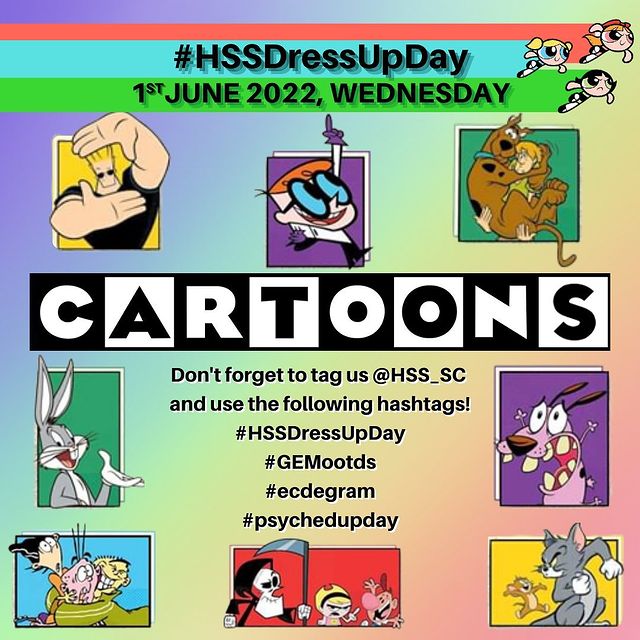 #HSSDressUpDay
1ST JUNE 2022, WEDNESDAY
CARTOONS
Don't forget to tag us @HSS_SC
and use the following hashtags!
#HSSDressUpDay
#GEMootds
#ecdegram
#psychedupday